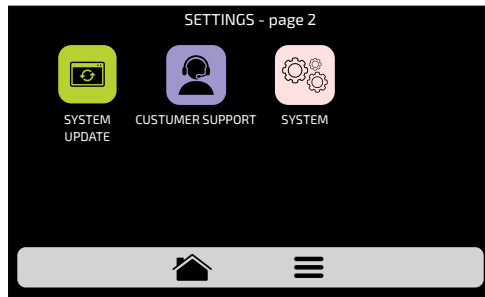 SETTINGS - page 2
SYSTEM
UPDATE
CUSTUMER SUPPORT
SYSTEM